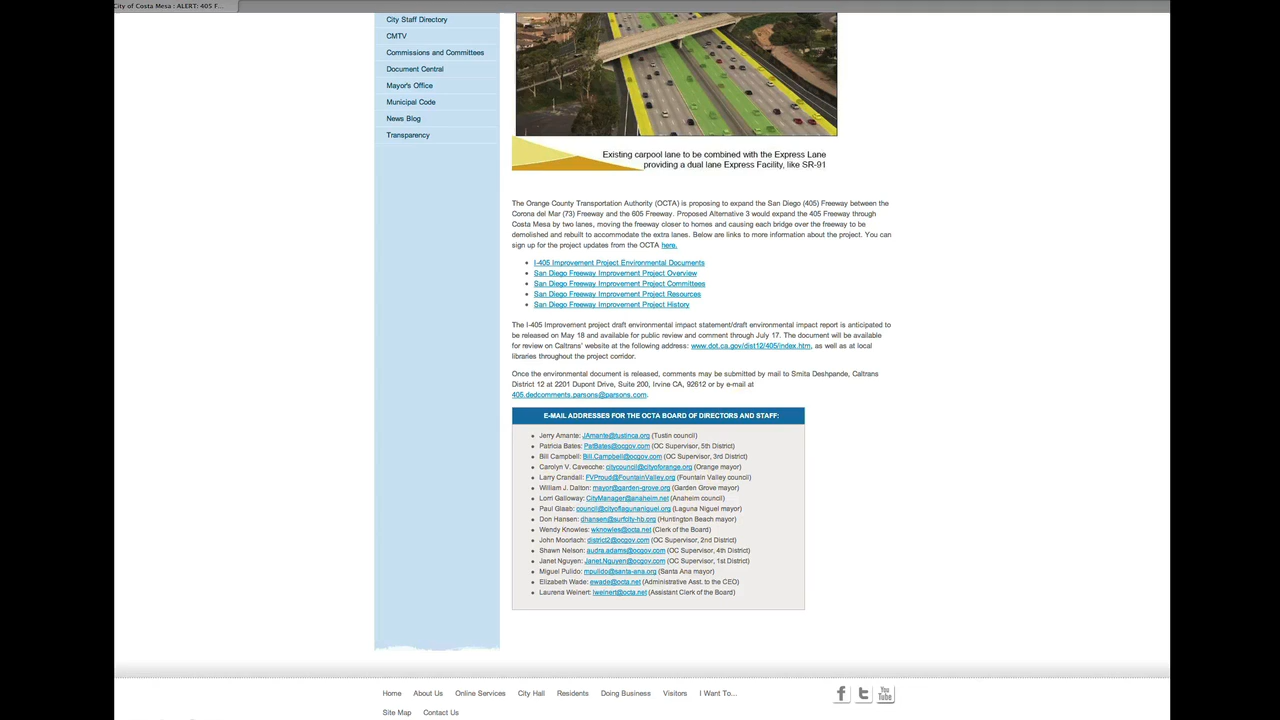 City of Costa Mesa : ALERT: 405 F...
City Staff Directory
CMTV
Commissions and Committees
Document Central
Mayor's Office
Municipal Code
News Blog
Transparency
Existing carpool lane to be combined with the Express Lane
providing a dual lane Express Facility, like SR-91
The Orange County Transportation Authority (OCTA) is proposing to expand the San Diego (405) Freeway between the
Corona del Mar (73) Freeway and the 605 Freeway. Proposed Alternative 3 would expand the 405 Freeway through
Costa Mesa by two lanes, moving the freeway closer to homes and causing each bridge over the freeway to be
demolished and rebuilt to accommodate the extra lanes. Below are links to more information about the project. You can
sign up for the project updates from the OCTA here.
• I-405 Improvement Project Environmental Documents
• San Diego Freeway Improvement Project Overview
• San Diego Freeway Improvement Project Committees
• San Diego Freeway Improvement Project Resources
• San Diego Freeway Improvement Project History
The I-405 Improvement project draft environmental impact statement/draft environmental impact report is anticipated to
be released on May 18 and available for public review and comment through July 17. The document will be available
for review on Caltrans' website at the following address: www.dot.ca.gov/dist12/405/index.htm, as well as at local
libraries throughout the project corridor.
Once the environmental document is released, comments may be submitted by mail to Smita Deshpande, Caltrans
District 12 at 2201 Dupont Drive, Suite 200, Irvine CA, 92612 or by e-mail at
405.dedcomments.parsons@parsons.com.
E-MAIL ADDRESSES FOR THE OCTA BOARD OF DIRECTORS AND STAFF:
• Jerry Amante: JAmante@tustinca.org (Tustin council)
• Patricia Bates: PatBates@ocgov.com (OC Supervisor, 5th District)
• Bill Campbell: Bill.Campbell@ocgov.com (OC Supervisor, 3rd District)
• Carolyn V. Cavecche: citycouncil@cityoforange.org (Orange mayor)
• Larry Crandall: FVProud@FountainValley.org (Fountain Valley council)
• William J. Dalton: mayor@garden-grove.org (Garden Grove mayor)
• Lorri Galloway: CityManager@anaheim.net (Anaheim council)
• Paul Glaab: council@cityoflagunaniguel.org (Laguna Niguel mayor)
• Don Hansen: dhansen@surfcity-hb.org (Huntington Beach mayor)
• Wendy Knowles: wknowles@octa.net (Clerk of the Board)
• John Moorlach: district2@ocgov.com (OC Supervisor, 2nd District)
• Shawn Nelson: audra.adams@ocgov.com (OC Supervisor, 4th District)
• Janet Nguyen: Janet.Nguyen@ocgov.com (OC Supervisor, 1st District)
• Miguel Pulido: mpulido@santa-ana.org (Santa Ana mayor)
• Elizabeth Wade: ewade@octa.net (Administrative Asst. to the CEO)
• Laurena Weinert: lweinert@octa.net (Assistant Clerk of the Board)
Home About Us Online Services City Hall Residents Doing Business Visitors I Want To...
Site Map Contact Us
You Tube